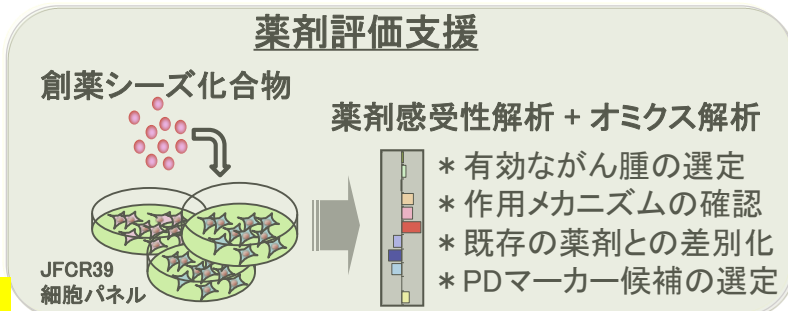 薬剤評価支援
創薬シーズ化合物
薬剤感受性解析 + オミクス解析
＊有効ながん腫の選定
＊作用メカニズムの確認
＊既存の薬剤との差別化
＊PDマーカー候補の選定
JFCR39
細胞パネル